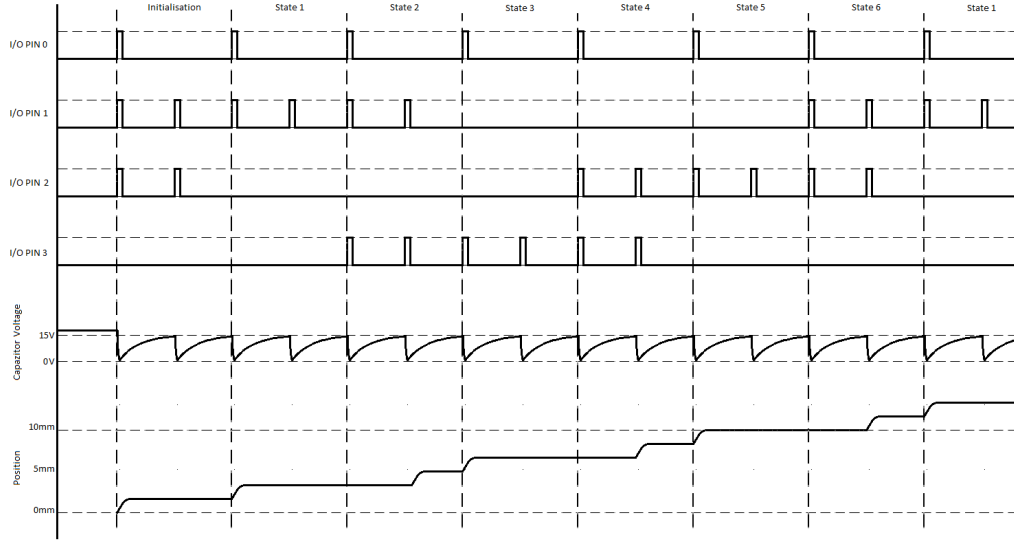 Initialisation State 1 State 2 State 3 State 4 State 5 State 6 State 1
I/O PIN 0
I/O PIN 1
I/O PIN 2
I/O PIN 3
Capazitor Voltage
15V
0V
Position
10mm
5mm
0mm